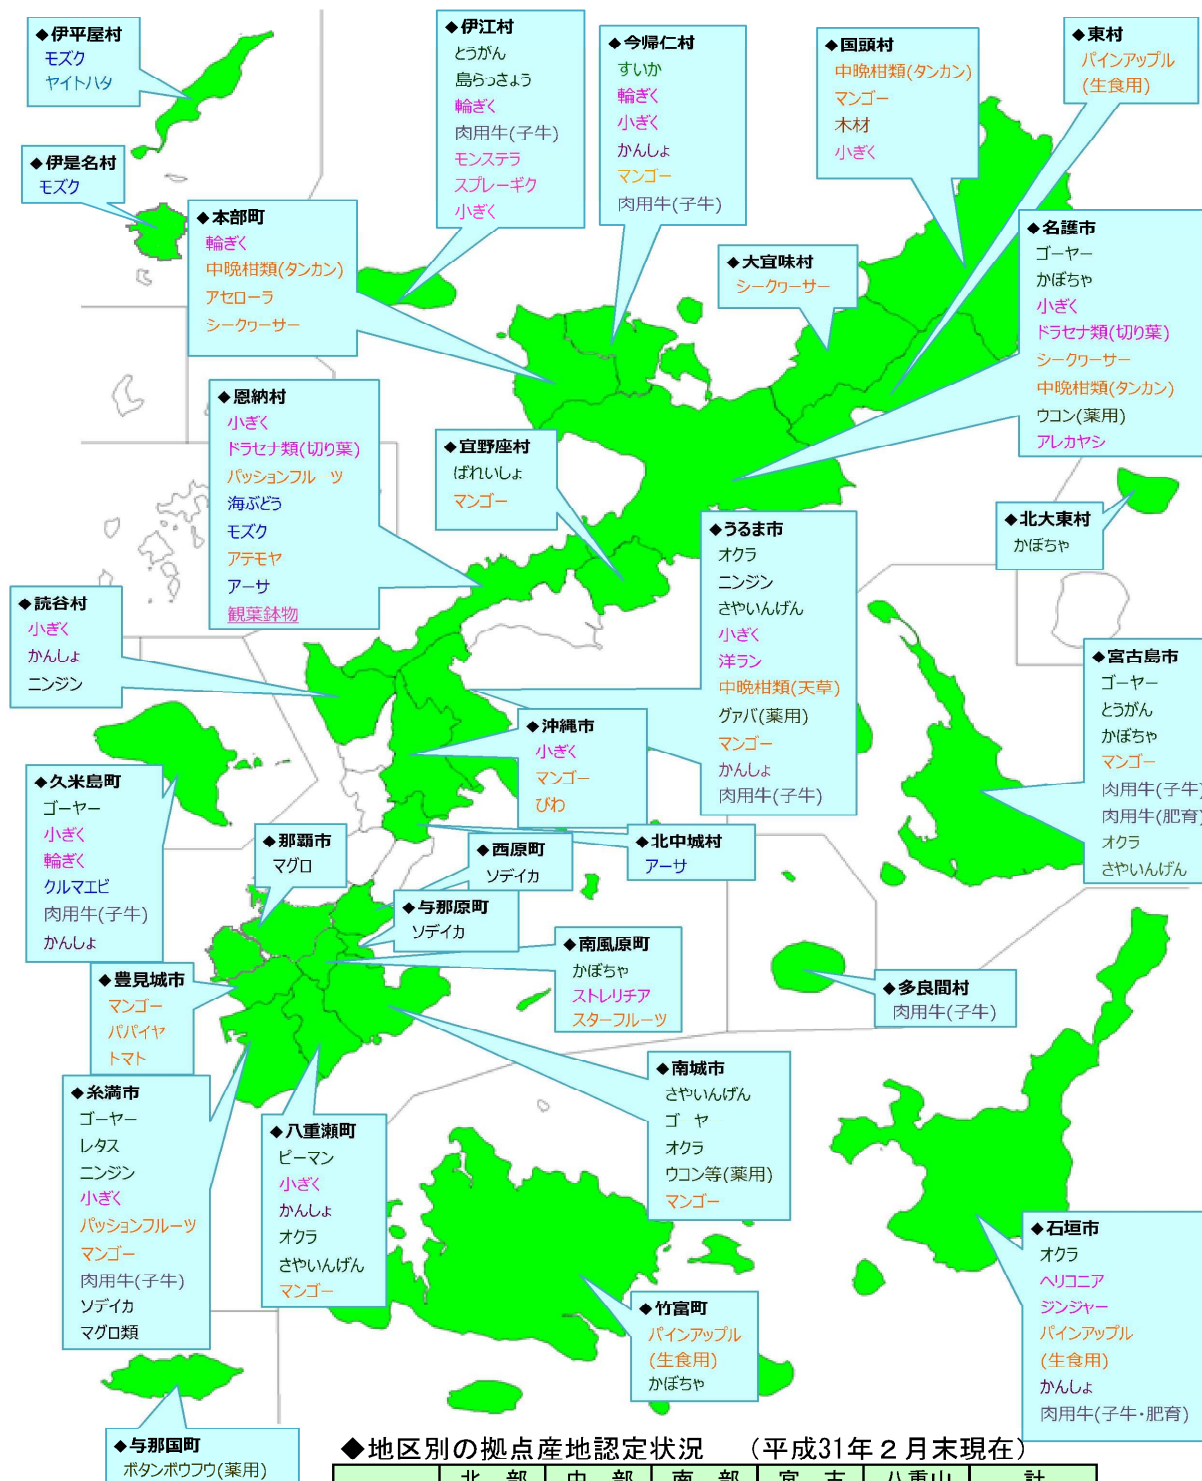 ◆伊平屋村
モズク
ヤイトハタ
◆伊是名村
モズク
◆本部町
輪ぎく
中晩柑類(タンカン)
アセローラ
シークヮーサー
◆伊江村
とうがん
島らっきょう
輪ぎく
肉用牛(子牛)
モンステラ
スプレーギク
小ぎく
◆今帰仁村
すいか
輪ぎく
小ぎく
かんしょ
マンゴー
肉用牛(子牛)
◆国頭村
中晩柑類(タンカン)
マンゴー
木材
小ぎく
◆東村
パインアップル
(生食用)
◆大宜味村
シークヮーサー
◆名護市
ゴーヤー
かぼちゃ
小ぎく
ドラセナ類(切り葉)
シークヮーサー
中晩柑類(タンカン)
ウコン(薬用)
アレカヤシ
◆恩納村
小ぎく
ドラセナ類(切り葉)
パッションフル　ツ
海ぶどう
モズク
アテモヤ
アーサ
観葉鉢物
◆宜野座村
ばれいしょ
マンゴー
◆北大東村
かぼちゃ
◆うるま市
オクラ
ニンジン
さやいんげん
小ぎく
洋ラン
中晩柑類(天草)
グァバ(薬用)
マンゴー
かんしょ
肉用牛(子牛)
◆読谷村
小ぎく
かんしょ
ニンジン
◆宮古島市
ゴーヤー
とうがん
かぼちゃ
マンゴー
肉用牛(子牛)
肉用牛(肥育)
オクラ
さやいんげん
◆沖縄市
小ぎく
マンゴー
びわ
◆久米島町
ゴーヤー
小ぎく
輪ぎく
クルマエビ
肉用牛(子牛)
かんしょ
◆那覇市
マグロ
◆西原町
ソデイカ
◆北中城村
アーサ
◆与那原町
ソデイカ
◆南風原町
かぼちゃ
ストレリチア
スターフルーツ
◆豊見城市
マンゴー
パパイヤ
トマト
◆多良間村
肉用牛(子牛)
◆糸満市
ゴーヤー
レタス
ニンジン
小ぎく
パッションフルーツ
マンゴー
肉用牛(子牛)
ソデイカ
マグロ類
◆八重瀬町
ピーマン
小ぎく
かんしょ
オクラ
さやいんげん
マンゴー
◆南城市
さやいんげん
ゴ　ヤ
オクラ
ウコン等(薬用)
マンゴー
◆石垣市
オクラ
ヘリコニア
ジンジャー
パインアップル
(生食用)
かんしょ
肉用牛(子牛・肥育)
◆竹富町
パインアップル
(生食用)
かぼちゃ
◆与那国町
ボタンボウフウ(薬用)
◆地区別の拠点産地認定状況　(平成31年２月末現在)
北　部　中　部　南　部　宮　古　八重山　計